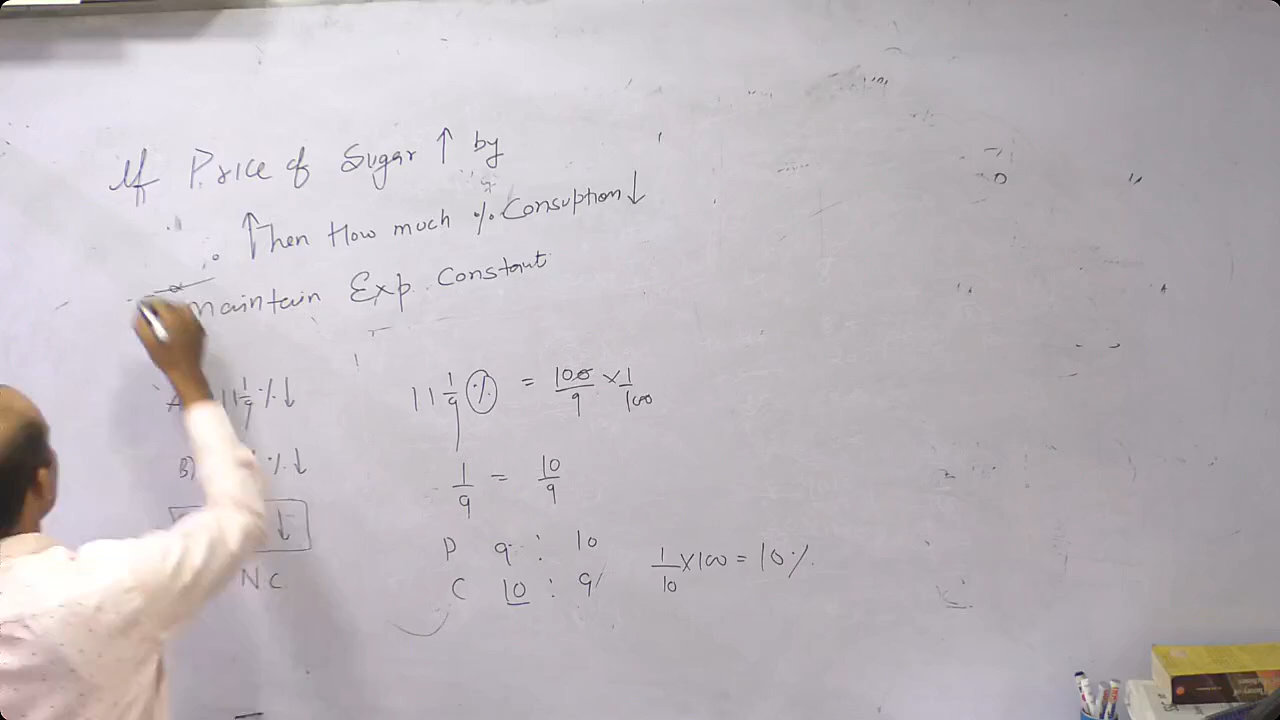 If Price of Sugar ↑ by
Then How much % Consuption ↓
maintain Exp. Constant
A) 11 1/9 % ↓
B) % ↓
↓
NC
11 1/9 % = 100/9 × 1/100
1/9 = 10/9
P 9 : 10
C 10 : 9
1/10 × 100 = 10%